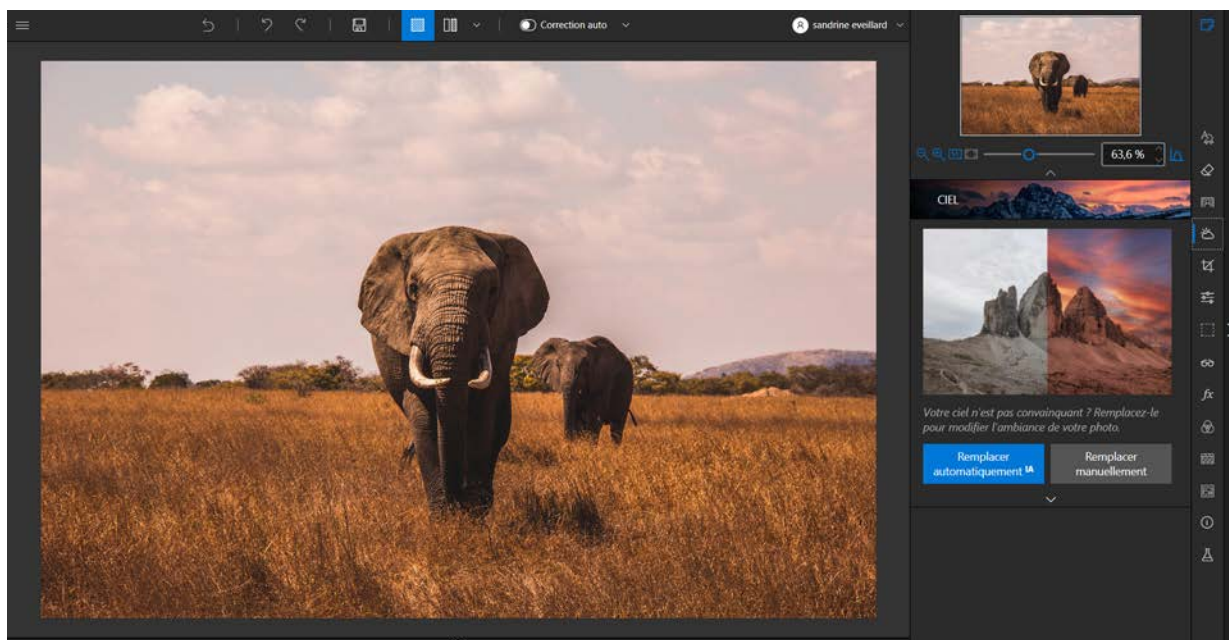 Correction auto
sandrine eveillard
63,6 %
CIEL
Votre ciel n'est pas convainquant ? Remplacez-le
pour modifier l'ambiance de votre photo.
Remplacer
automatiquement IA
Remplacer
manuellement